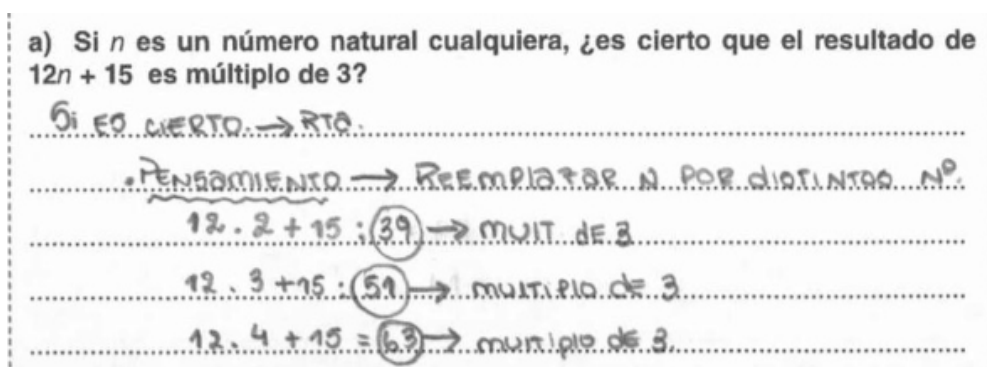 a) Si n es un número natural cualquiera, ¿es cierto que el resultado de
12n + 15 es múltiplo de 3?
Si ES CIERTO. → RTA.
. PENSAMIENTO → REEMPLAZAR N POR DISTINTOS Nº.
12 . 2 + 15 : 39 → MULT DE 3
12 . 3 + 15 : 51 → MULTIPLO DE 3
12 . 4 + 15 = 63 → MULTIPLO DE 3.